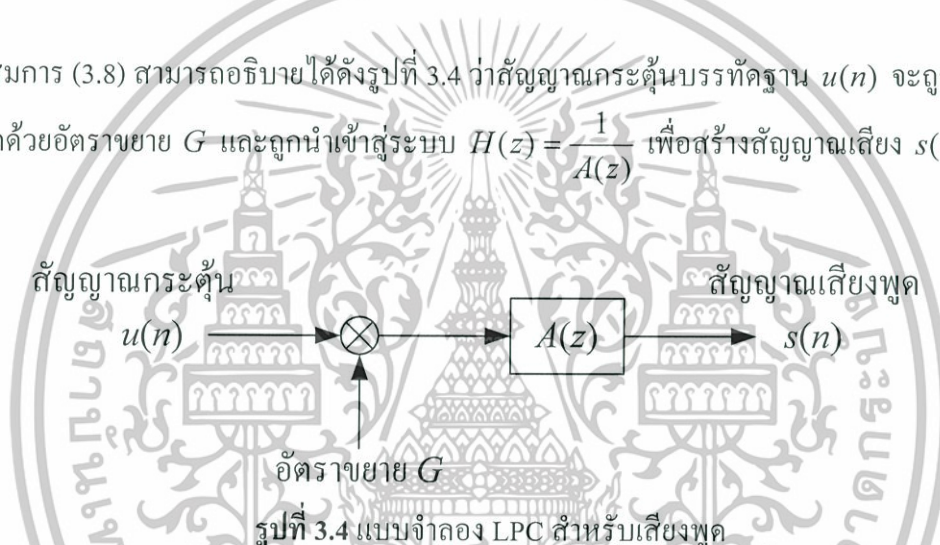 สมการ (3.8) สามารถอธิบายได้ดังรูปที่ 3.4 ว่าสัญญาณกระตุ้นบรรทัดฐาน u(n) จะถู
ด้วยอัตราขยาย G และถูกนำเข้าสู่ระบบ H(z) = 1/A(z) เพื่อสร้างสัญญาณเสียง s(
สัญญาณกระตุ้น
สัญญาณเสียงพูด
u(n)
A(z)
s(n)
อัตราขยาย G
รูปที่ 3.4 แบบจำลอง LPC สำหรับเสียงพูด